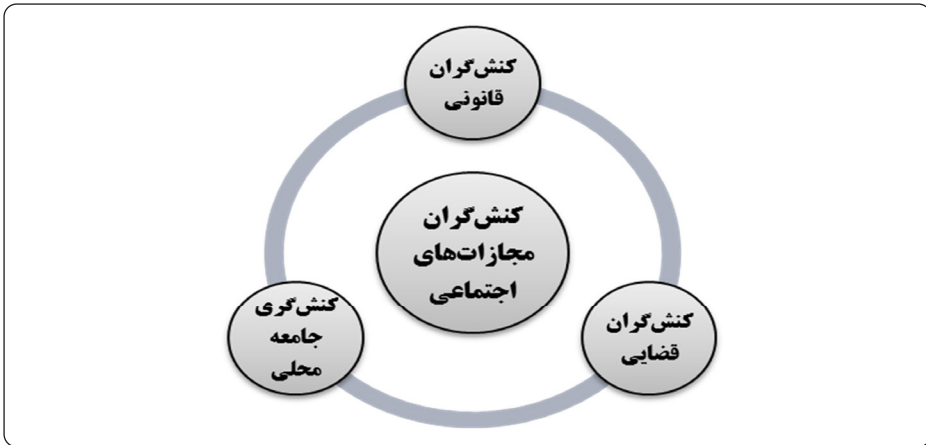 کنش‌گران
قانونی
کنش‌گران
مجازات‌های
اجتماعی
کنش‌گران
قضایی
کنش‌گری
جامعه
محلی